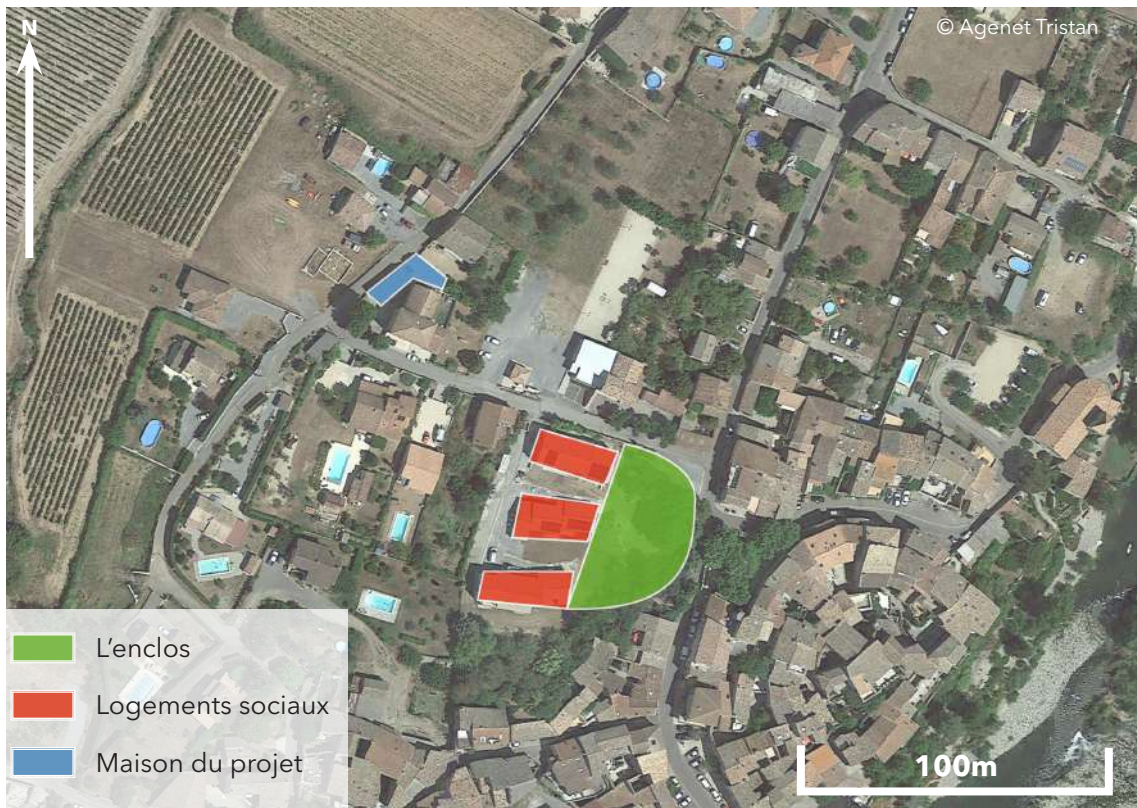 N
© Agenet Tristan
L'enclos
Logements sociaux
Maison du projet
100m